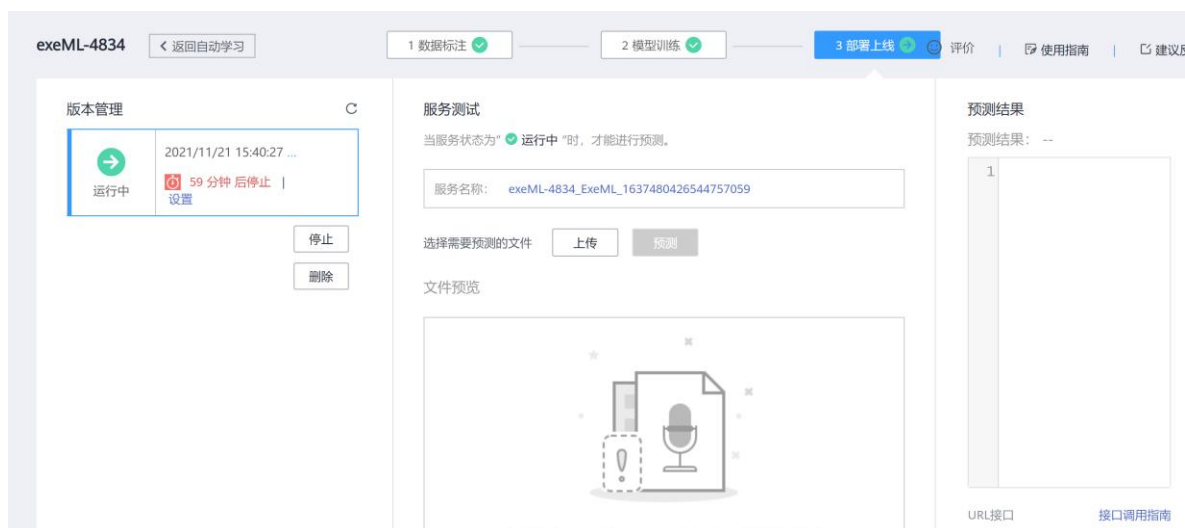 exeML-4834
返回自动学习
1 数据标注
2 模型训练
3 部署上线
评价
使用指南
建议
版本管理
运行中
2021/11/21 15:40:27 ...
59 分钟 后停止 |
设置
停止
删除
服务测试
当服务状态为“ 运行中 ”时，才能进行预测。
服务名称： exeML-4834_ExeML_1637480426544757059
选择需要预测的文件
上传
预测
文件预览
预测结果
预测结果： --
1
URL接口
接口调用指南